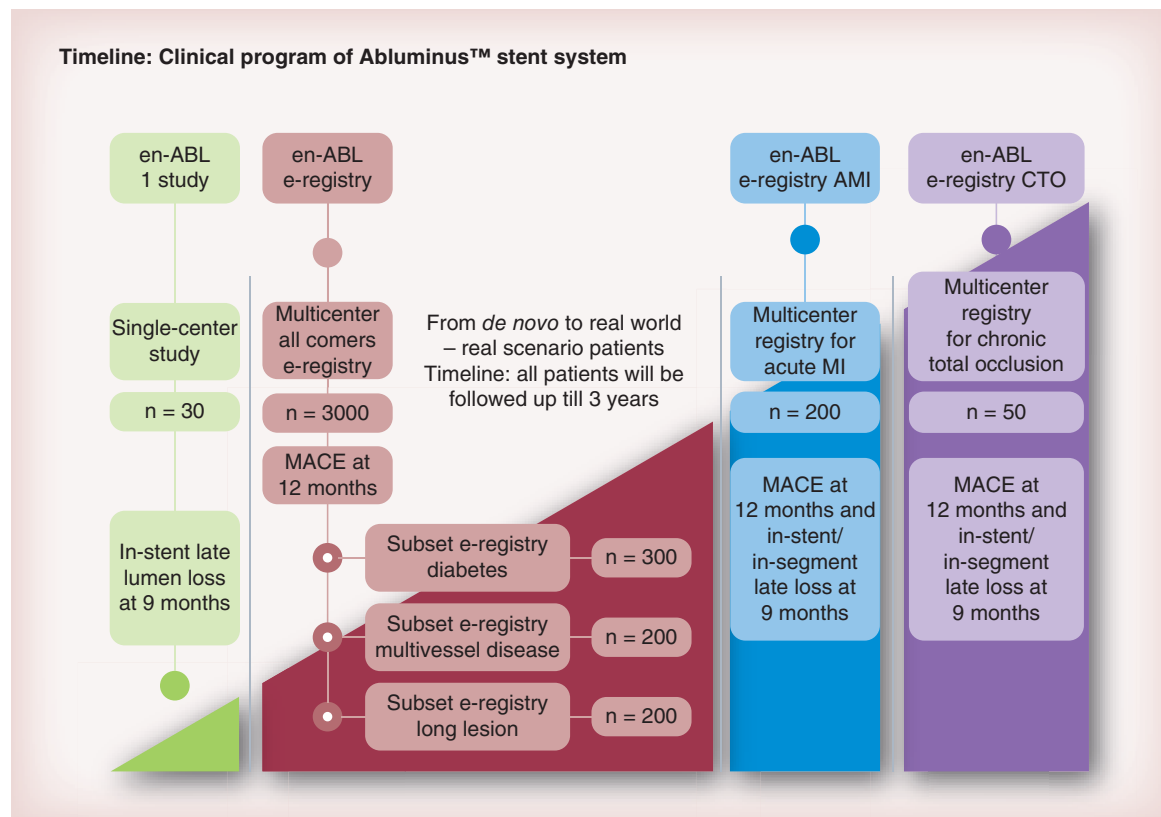 Timeline: Clinical program of Abluminus™ stent system
en-ABL
1 study
Single-center
study
n = 30
In-stent late
lumen loss
at 9 months
en-ABL
e-registry
Multicenter
all comers
e-registry
n = 3000
MACE at
12 months
From de novo to real world
– real scenario patients
Timeline: all patients will be
followed up till 3 years
Subset e-registry
diabetes
n = 300
Subset e-registry
multivessel disease
n = 200
Subset e-registry
long lesion
n = 200
en-ABL
e-registry AMI
Multicenter
registry for
acute MI
n = 200
MACE at
12 months and
in-stent/
in-segment
late loss at
9 months
en-ABL
e-registry CTO
Multicenter
registry
for chronic
total occlusion
n = 50
MACE at
12 months and
in-stent/
in-segment
late loss at
9 months